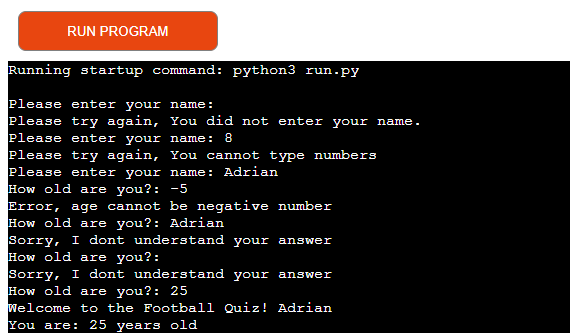 RUN PROGRAM
Running startup command: python3 run.py
Please enter your name:
Please try again, You did not enter your name.
Please enter your name: 8
Please try again, You cannot type numbers
Please enter your name: Adrian
How old are you?: -5
Error, age cannot be negative number
How old are you?: Adrian
Sorry, I dont understand your answer
How old are you?:
Sorry, I dont understand your answer
How old are you?: 25
Welcome to the Football Quiz! Adrian
You are: 25 years old